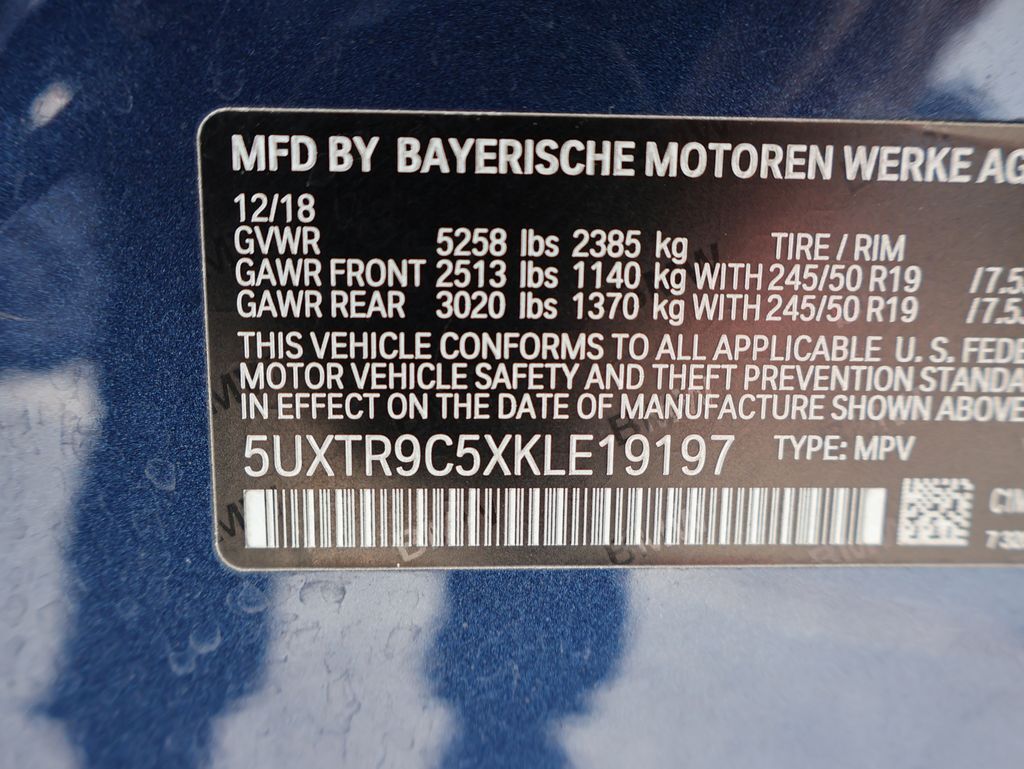 MFD BY BAYERISCHE MOTOREN WERKE AG
12/18
GVWR 5258 lbs 2385 kg TIRE / RIM
GAWR FRONT 2513 lbs 1140 kg WITH 245/50 R19
GAWR REAR 3020 lbs 1370 kg WITH 245/50 R19
THIS VEHICLE CONFORMS TO ALL APPLICABLE U. S.
MOTOR VEHICLE SAFETY AND THEFT PREVENTION
IN EFFECT ON THE DATE OF MANUFACTURE SHOWN ABOVE
5UXTR9C5XKLE19197 TYPE: MPV